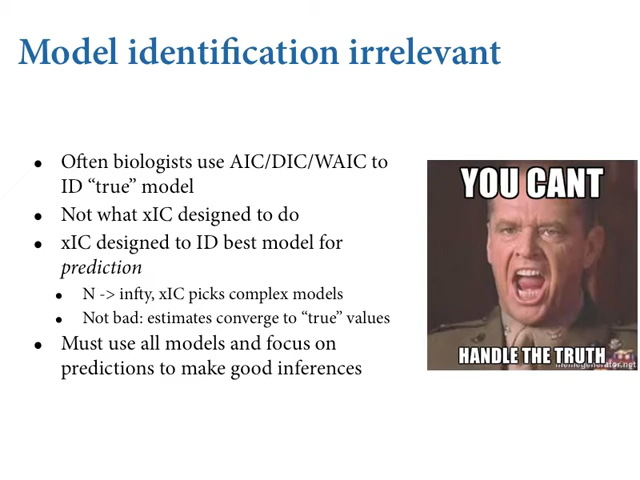 Model identification irrelevant
Often biologists use AIC/DIC/WAIC to
ID “true” model
Not what xIC designed to do
xIC designed to ID best model for
prediction
N -> infty, xIC picks complex models
Not bad: estimates converge to “true” values
Must use all models and focus on
predictions to make good inferences
YOU CANT
HANDLE THE TRUTH
memegenerator.net